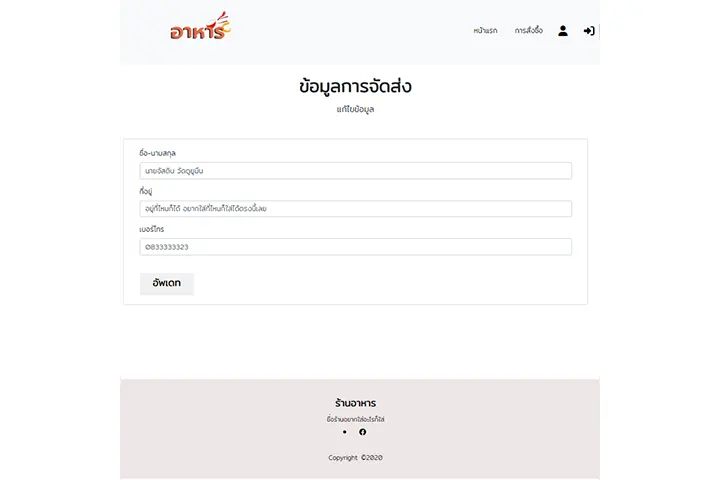 อาหาร
หน้าแรก การสั่งซื้อ
ข้อมูลการจัดส่ง
แก้ไขข้อมูล
ชื่อ-นามสกุล
นายจัสติน วัดดูยูมีน
ที่อยู่
อยู่ที่ไหนก็ได้ อยากใส่ที่ไหนก็ใส่ได้ตรงนี้เลย
เบอร์โทร
0833333323
อัพเดท
ร้านอาหาร
ชื่อร้านอยากใส่อะไรก็ใส่
Copyright ©2020